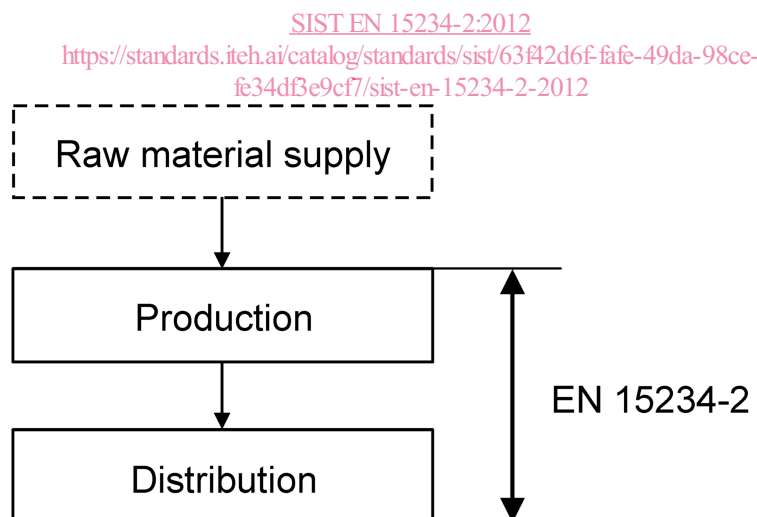 SIST EN 15234-2:2012
https://standards.iteh.ai/catalog/standards/sist/63f42d6f-fafe-49da-98ce-
fe34df3e9cf7/sist-en-15234-2-2012
Raw material supply
Production
EN 15234-2
Distribution